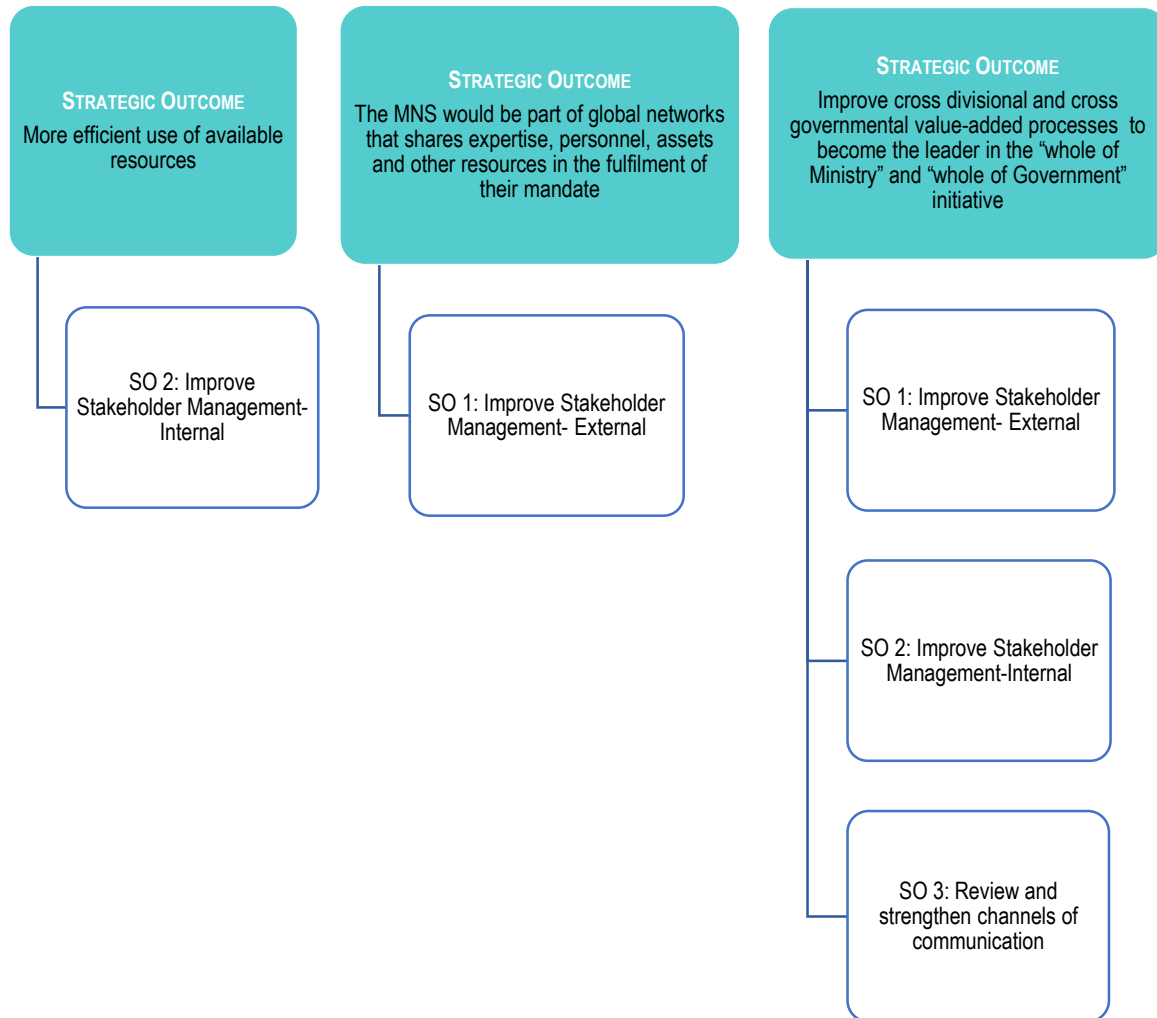 STRATEGIC OUTCOME
More efficient use of available
resources
SO 2: Improve
Stakeholder Management-
Internal
STRATEGIC OUTCOME
The MNS would be part of global networks
that shares expertise, personnel, assets
and other resources in the fulfilment of
their mandate
SO 1: Improve Stakeholder
Management- External
STRATEGIC OUTCOME
Improve cross divisional and cross
governmental value-added processes to
become the leader in the “whole of
Ministry” and “whole of Government”
initiative
SO 1: Improve Stakeholder
Management- External
SO 2: Improve Stakeholder
Management-Internal
SO 3: Review and
strengthen channels of
communication